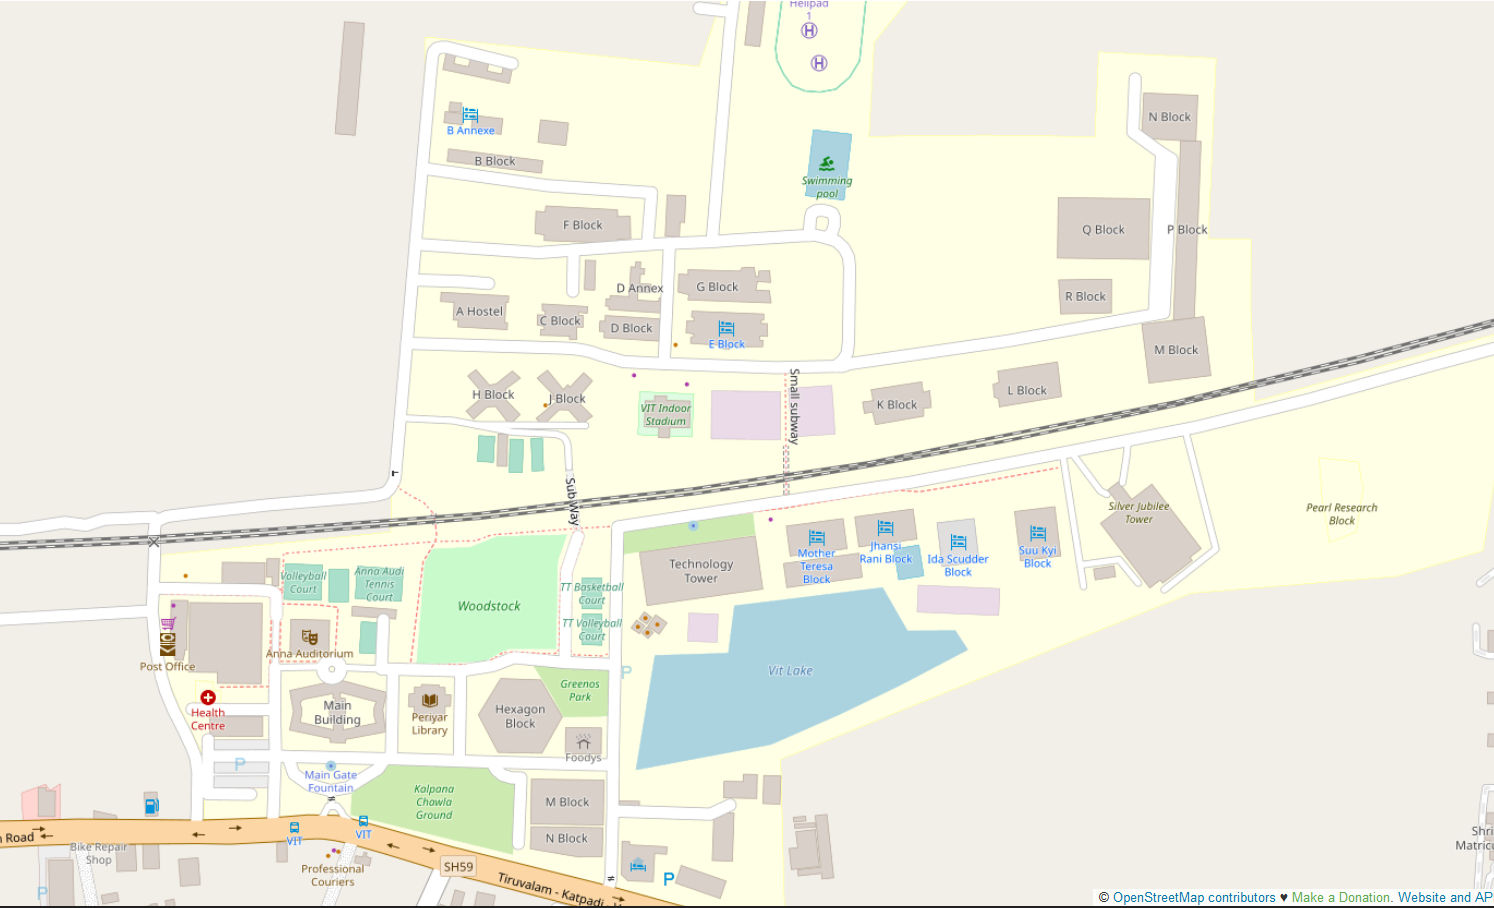 Helipad
1
H
H
N Block
B Annexe
B Block
Swimming
pool
F Block
Q Block
P Block
D Annex
G Block
R Block
A Hostel
C Block
D Block
E Block
M Block
Small subway
H Block
J Block
VIT Indoor
Stadium
K Block
L Block
SubWay
Silver Jubilee
Tower
Pearl Research
Block
Mother
Teresa
Block
Jhansi
Rani Block
Ida Scudder
Block
Suu Kyi
Block
Technology
Tower
Volleyball
Court
Anna Audi
Tennis
Court
TT Basketball
Court
Woodstock
TT Volleyball
Court
Anna Auditorium
Post Office
P
Vit Lake
Greenos
Park
Health
Centre
Main
Building
Periyar
Library
Hexagon
Block
Foodys
P
Main Gate
Fountain
Kalpana
Chawla
Ground
M Block
N Block
VIT
VIT
Road
Bike Repair
Shop
Professional
Couriers
SH59
Tiruvalam - Katpadi
P
P
Shri
Matric
© OpenStreetMap contributors ♥ Make a Donation. Website and AP